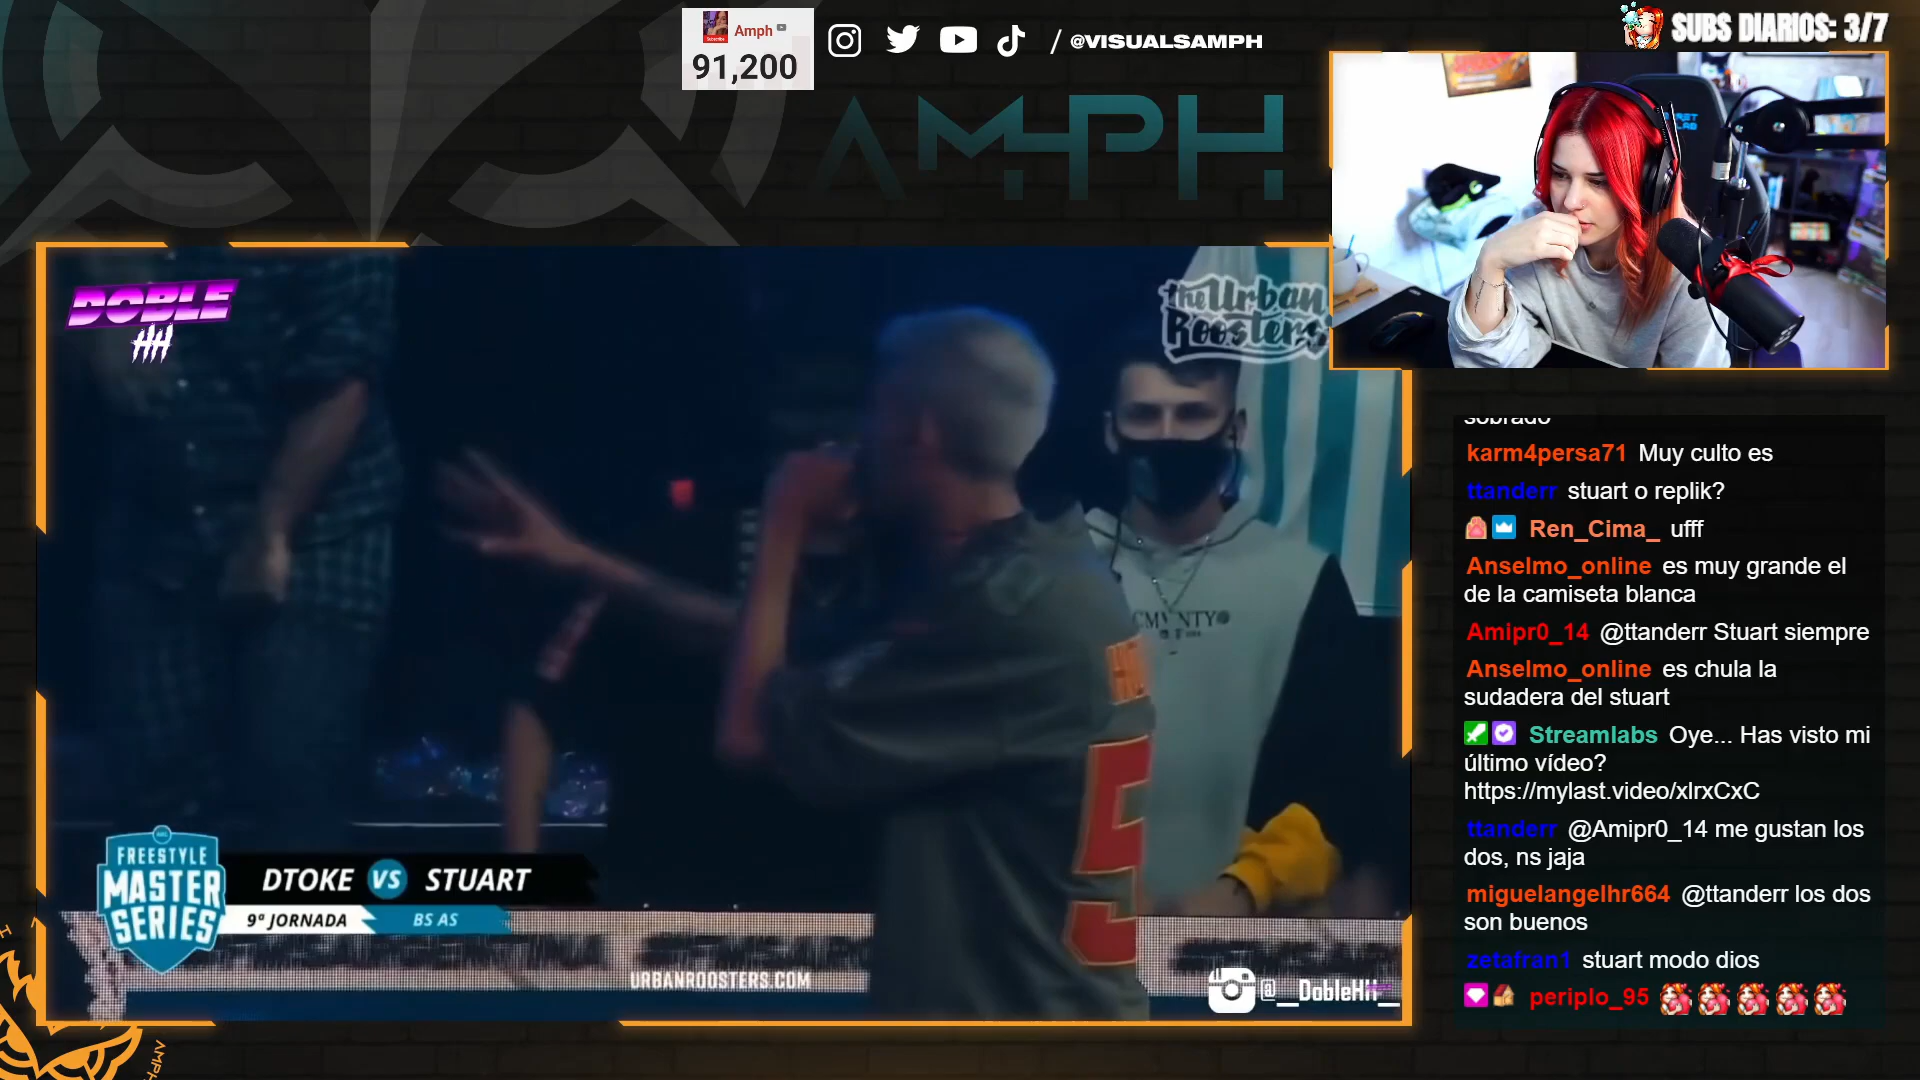 Amph
91,200
/ @VISUALSAMPH
SUBS DIARIOS: 3/7
AMPH
DOBLE
HH
the Urban
Roosters
sobrado
karm4persa71 Muy culto es
ttanderr stuart o replik?
Ren_Cima_ ufff
Anselmo_online es muy grande el
de la camiseta blanca
Amipr0_14 @ttanderr Stuart siempre
Anselmo_online es chula la
sudadera del stuart
Streamlabs Oye... Has visto mi
último vídeo?
https://mylast.video/xlrxCxC
ttanderr @Amipr0_14 me gustan los
dos, ns jaja
miguelangelhr664 @ttanderr los dos
son buenos
zetafran1 stuart modo dios
periplo_95
5
FREESTYLE
MASTER
SERIES
DTOKE VS STUART
9ª JORNADA BS AS
URBANROOSTERS.COM
@__DobleHH__